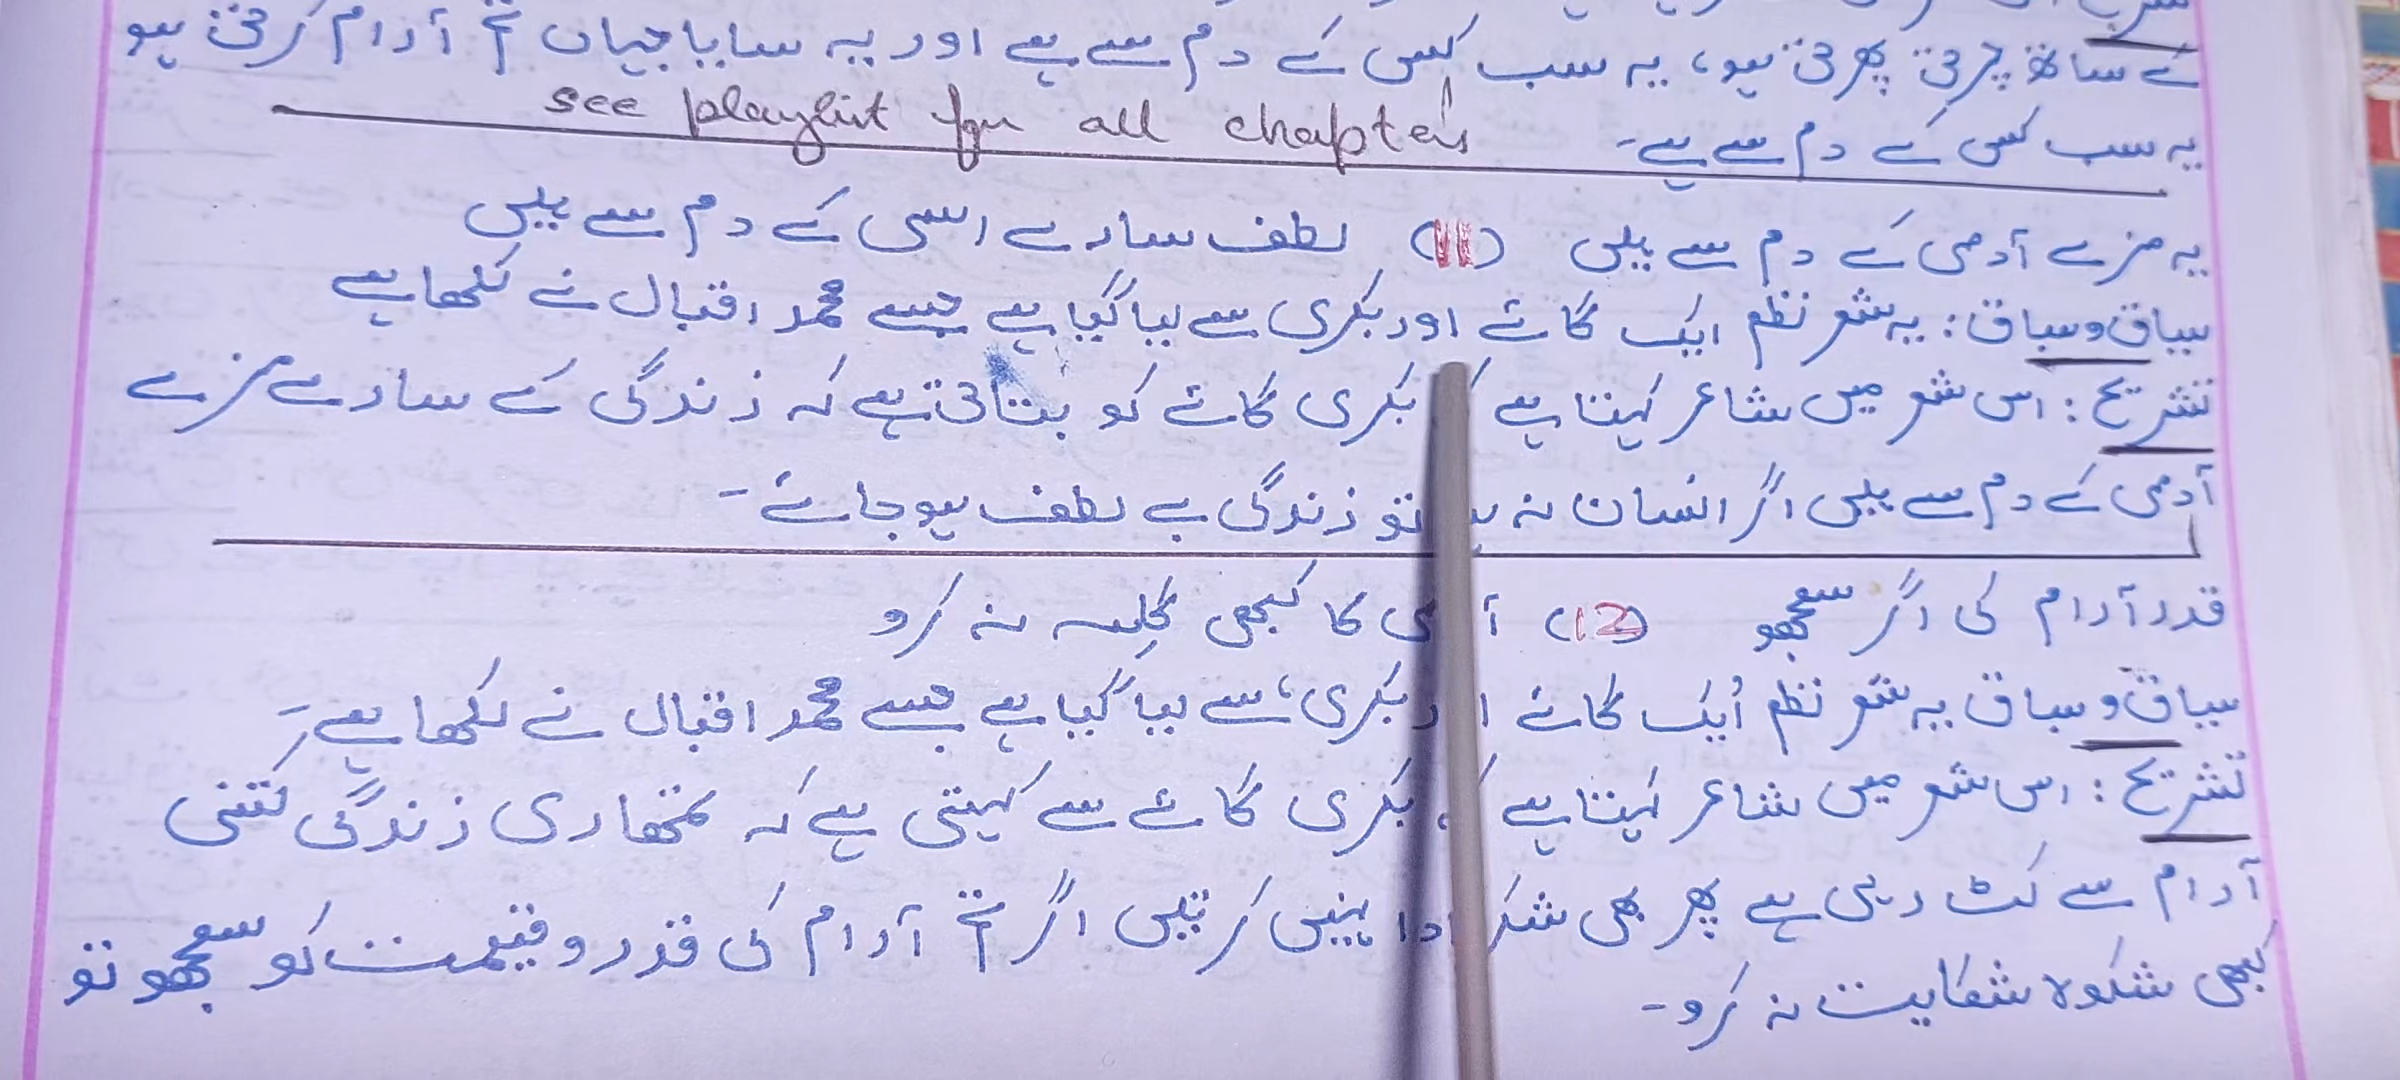 کے ساتھ چرتی پھرتی ہو، یہ سب کس کے دم سے ہے اور یہ سایا جہاں تم آرام کرتی ہو
یہ سب کس کے دم سے ہے۔
see playlist for all chapters
یہ مزے آدمی کے دم سے ہیں (11) لطف سارے اسی کے دم سے ہیں
سیاق و سباق: یہ شعر نظم ایک گائے اور بکری سے لیا گیا ہے جسے محمد اقبال نے لکھا ہے
تشریح: اس شعر میں شاعر کہتا ہے کہ بکری گائے کو بتاتی ہے کہ زندگی کے سارے مزے
آدمی کے دم سے ہیں اگر انسان نہ تو زندگی بے لطف ہوجائے۔
قدر آرام کی اگر سمجھو (12) آ می کا کبھی گلِہ نہ کرو
سیاق و سباق یہ شعر نظم ایک گائے اور بکری، سے لیا گیا ہے جسے محمد اقبال نے لکھا ہے۔
تشریح: اس شعر میں شاعر کہتا ہے کہ بکری گائے سے کہتی ہے کہ تمھاری زندگی کتنی
آرام سے کٹ رہی ہے پھر بھی شکر ادا نہیں کرتیں اگر تم آرام کی قدر و قیمت کو سمجھو تو
کبھی شکوہ شکایت نہ کرو۔